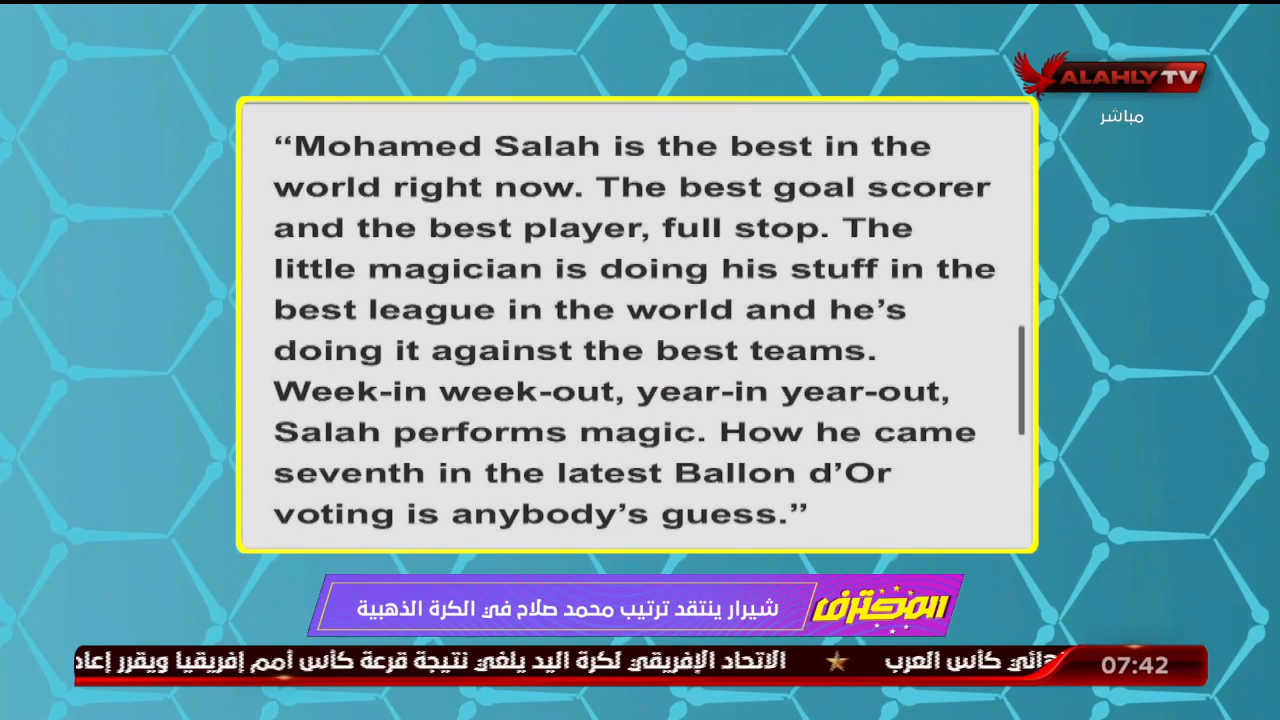 ALAHLY TV
مباشر
“Mohamed Salah is the best in the
world right now. The best goal scorer
and the best player, full stop. The
little magician is doing his stuff in the
best league in the world and he’s
doing it against the best teams.
Week-in week-out, year-in year-out,
Salah performs magic. How he came
seventh in the latest Ballon d’Or
voting is anybody’s guess.”
المحترف
شيرار ينتقد ترتيب محمد صلاح في الكرة الذهبية
كأس العرب ★ الاتحاد الإفريقي لكرة اليد يلغي نتيجة قرعة كأس أمم إفريقيا ويقرر
07:42